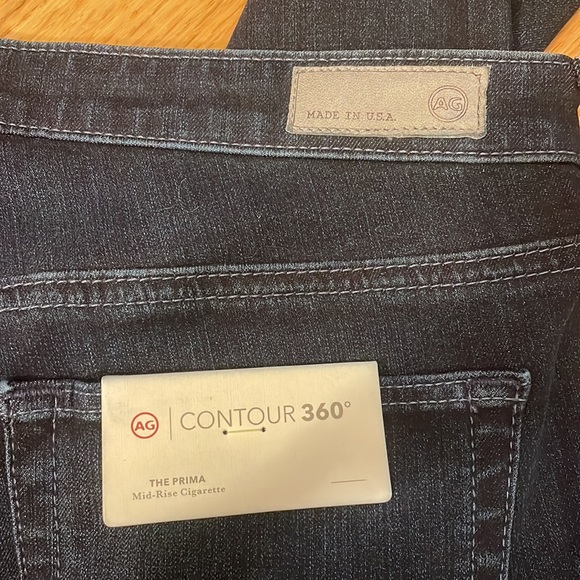 MADE IN U.S.A. AG
AG | CONTOUR 360°
THE PRIMA
Mid-Rise Cigarette